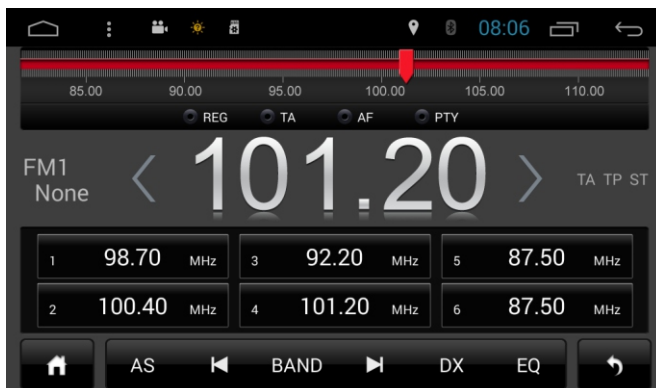 08:06
85.00 90.00 95.00 100.00 105.00 110.00
REG TA AF PTY
FM1
None
101.20
TA TP ST
1 98.70 MHz 3 92.20 MHz 5 87.50 MHz
2 100.40 MHz 4 101.20 MHz 6 87.50 MHz
AS BAND DX EQ